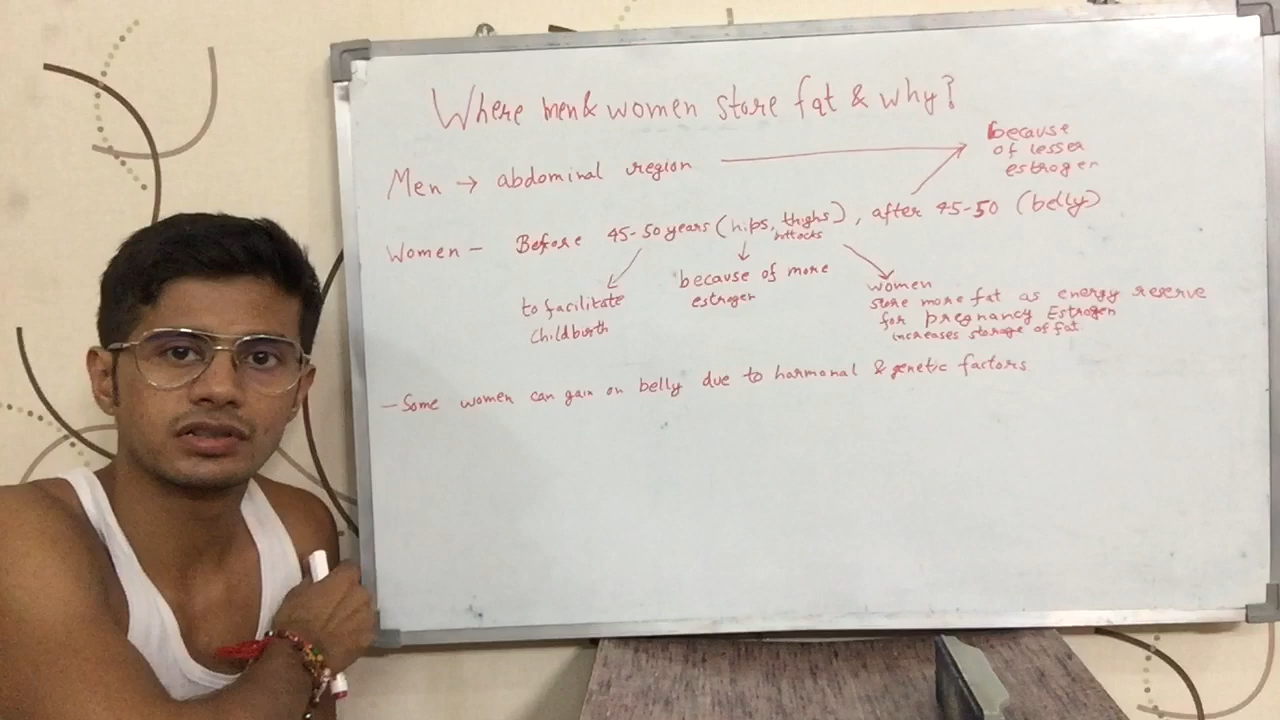 Where men & women store fat & why?
Men → abdominal region
because
of lesser
estrogen
Women - Before 45-50 years (hips, thighs), after 45-50 (belly)
to facilitate
childbirth
because of more
estrogen
women
store more fat as energy reserve
for pregnancy Estrogen
increases storage of fat
- Some women can gain on belly due to harmonal & genetic factors